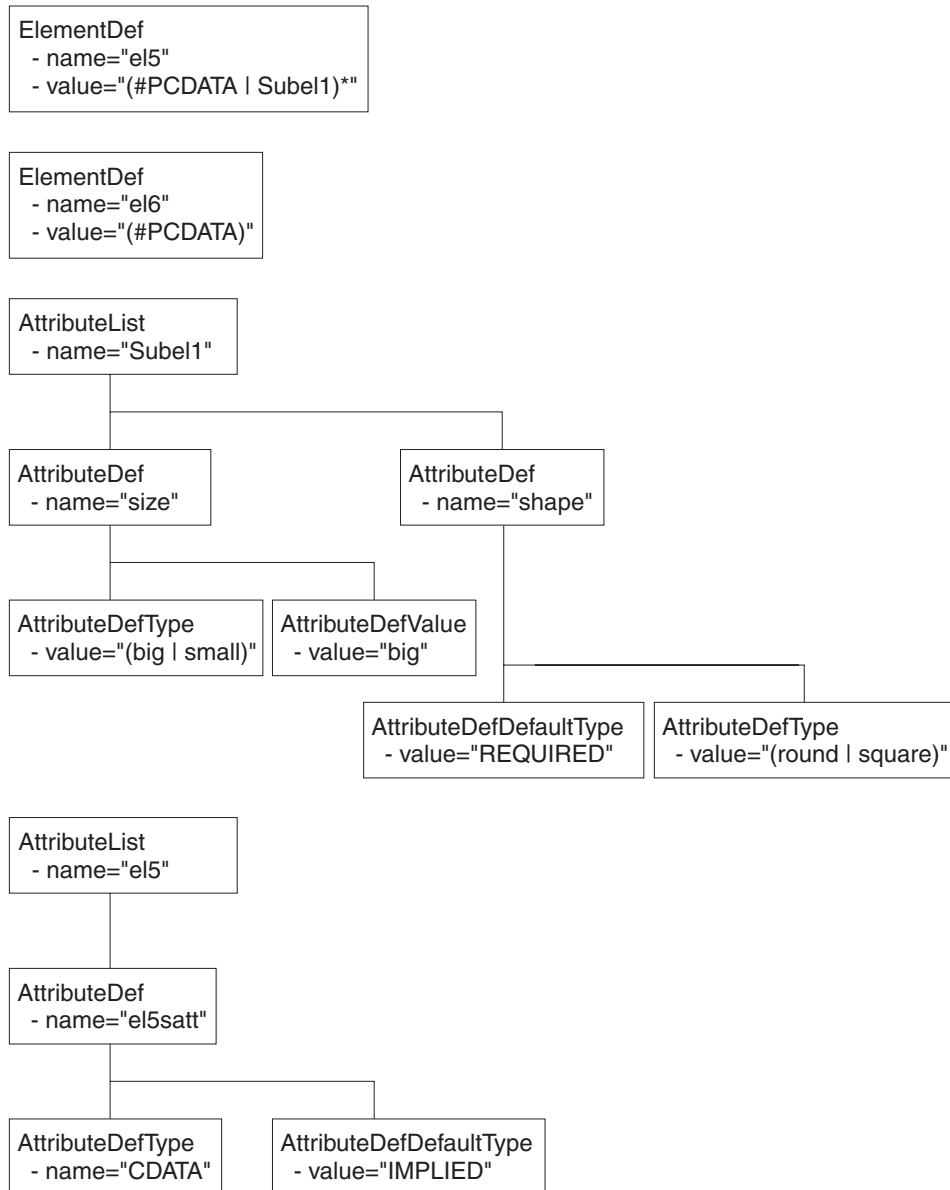 ElementDef
- name="el5"
- value="(#PCDATA | Subel1)*"
ElementDef
- name="el6"
- value="(#PCDATA)"
AttributeList
- name="Subel1"
AttributeDef
- name="size"
AttributeDef
- name="shape"
AttributeDefType
- value="(big | small)"
AttributeDefValue
- value="big"
AttributeDefDefaultType
- value="REQUIRED"
AttributeDefType
- value="(round | square)"
AttributeList
- name="el5"
AttributeDef
- name="el5satt"
AttributeDefType
- name="CDATA"
AttributeDefDefaultType
- value="IMPLIED"